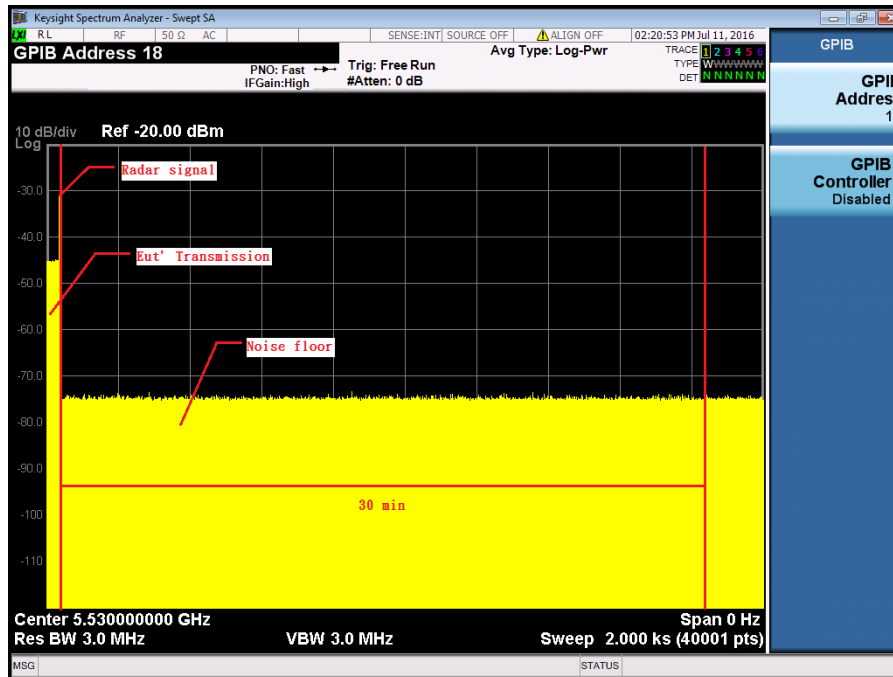 Keysight Spectrum Analyzer - Swept SA
LXI RL RF 50 Ω AC SENSE:INT SOURCE OFF ALIGN OFF 02:20:53 PM Jul 11, 2016
GPIB Address 18
Avg Type: Log-Pwr
TRACE 1 2 3 4 5 6
PNO: Fast
Trig: Free Run
TYPE WWWWWW
IFGain:High
#Atten: 0 dB
DET N N N N N N
10 dB/div Ref -20.00 dBm
Log
Radar signal
-30.0
-40.0
Eut' Transmission
-50.0
-60.0
Noise floor
-70.0
-80.0
-90.0
30 min
-100
-110
Center 5.530000000 GHz Span 0 Hz
Res BW 3.0 MHz VBW 3.0 MHz Sweep 2.000 ks (40001 pts)
MSG STATUS
GPIB
GPI
Addres
1
GPIB
Controller
Disabled